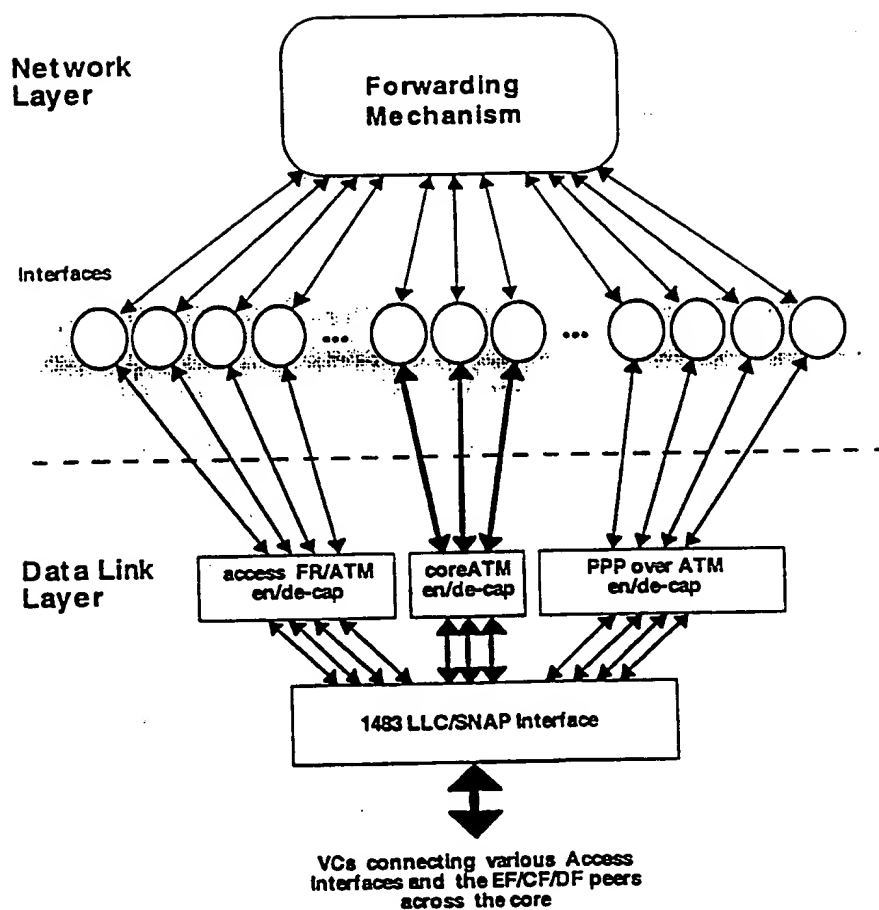 Network
Layer
Forwarding
Mechanism
Interfaces
...
...
Data Link
Layer
access FR/ATM
en/de-cap
coreATM
en/de-cap
PPP over ATM
en/de-cap
1483 LLC/SNAP Interface
VCs connecting various Access
Interfaces and the EF/CF/DF peers
across the core